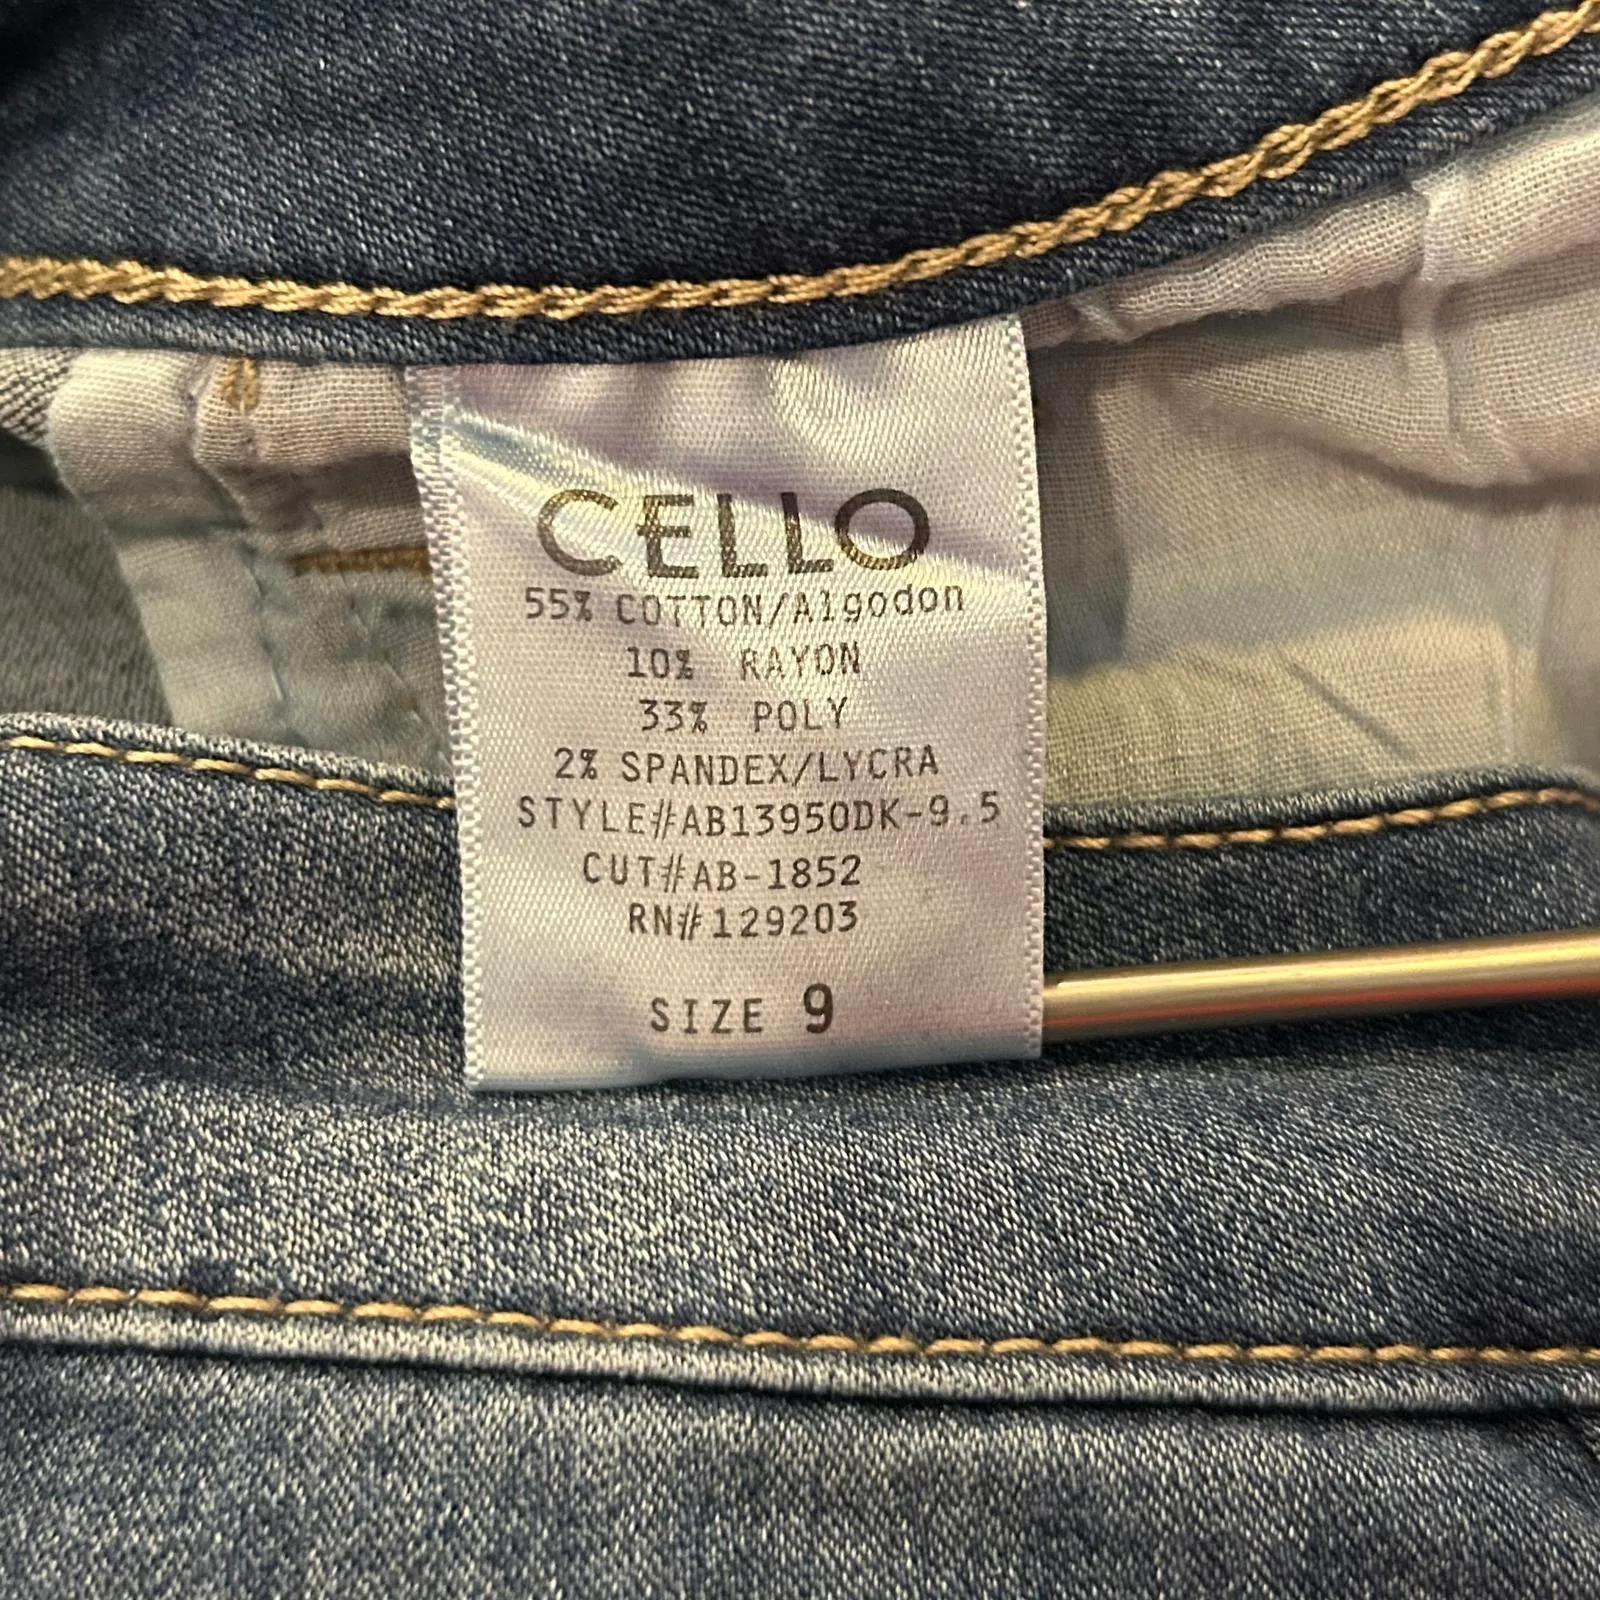 CELLO
55% COTTON/Algodon
10% RAYON
33% POLY
2% SPANDEX/LYCRA
STYLE#AB13950DK-9.5
CUT#AB-1852
RN#129203
SIZE 9